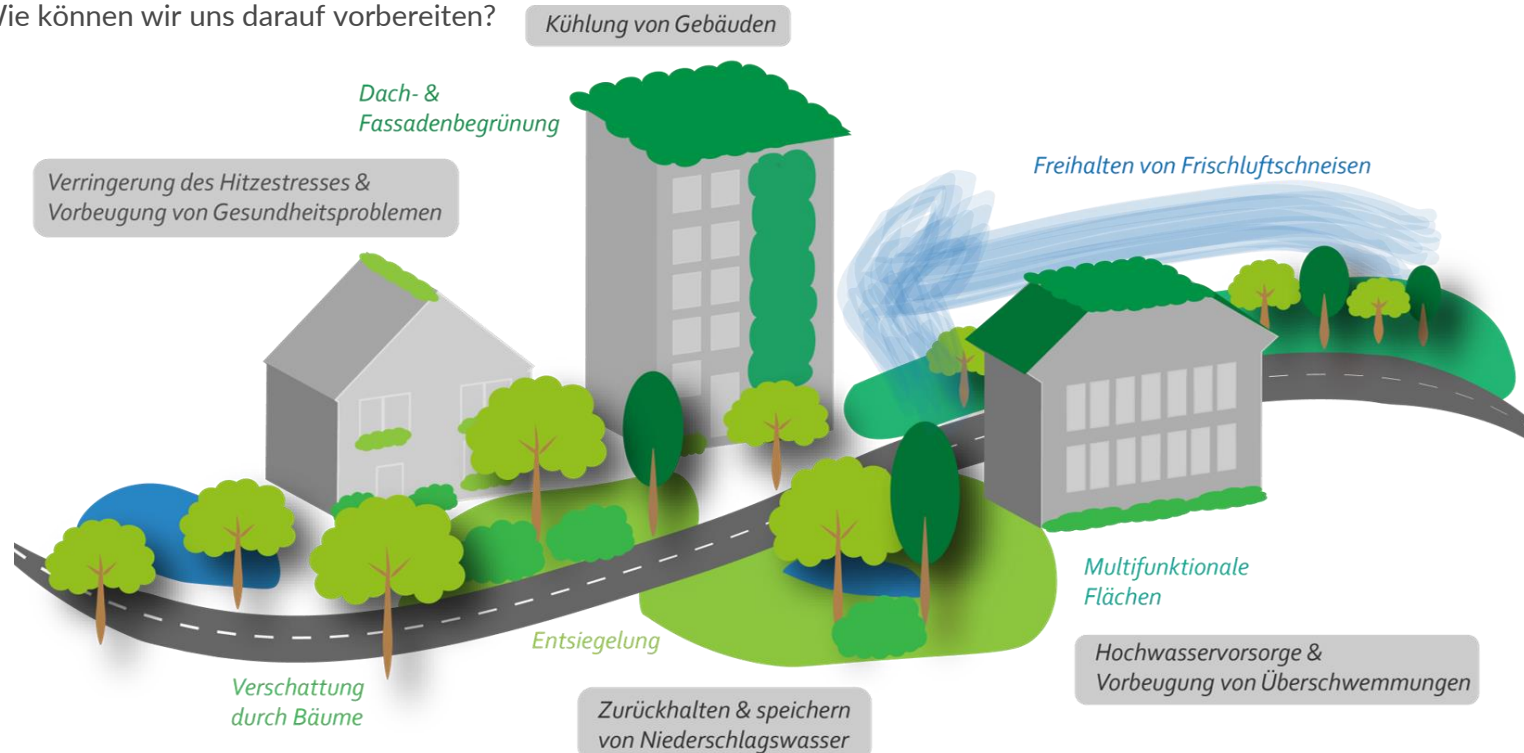 Wie können wir uns darauf vorbereiten?
Kühlung von Gebäuden
Dach- &
Fassadenbegrünung
Freihalten von Frischluftschneisen
Verringerung des Hitzestresses &
Vorbeugung von Gesundheitsproblemen
Multifunktionale
Flächen
Entsiegelung
Hochwasservorsorge &
Vorbeugung von Überschwemmungen
Verschattung
durch Bäume
Zurückhalten & speichern
von Niederschlagswasser